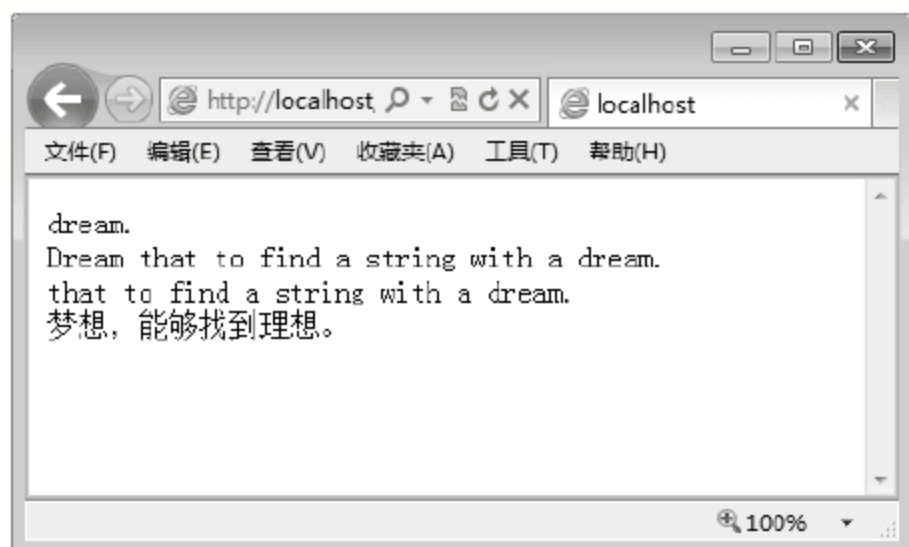 http://localhost
localhost
文件(F) 编辑(E) 查看(V) 收藏夹(A) 工具(T) 帮助(H)
dream.
Dream that to find a string with a dream.
that to find a string with a dream.
梦想，能够找到理想。
100%